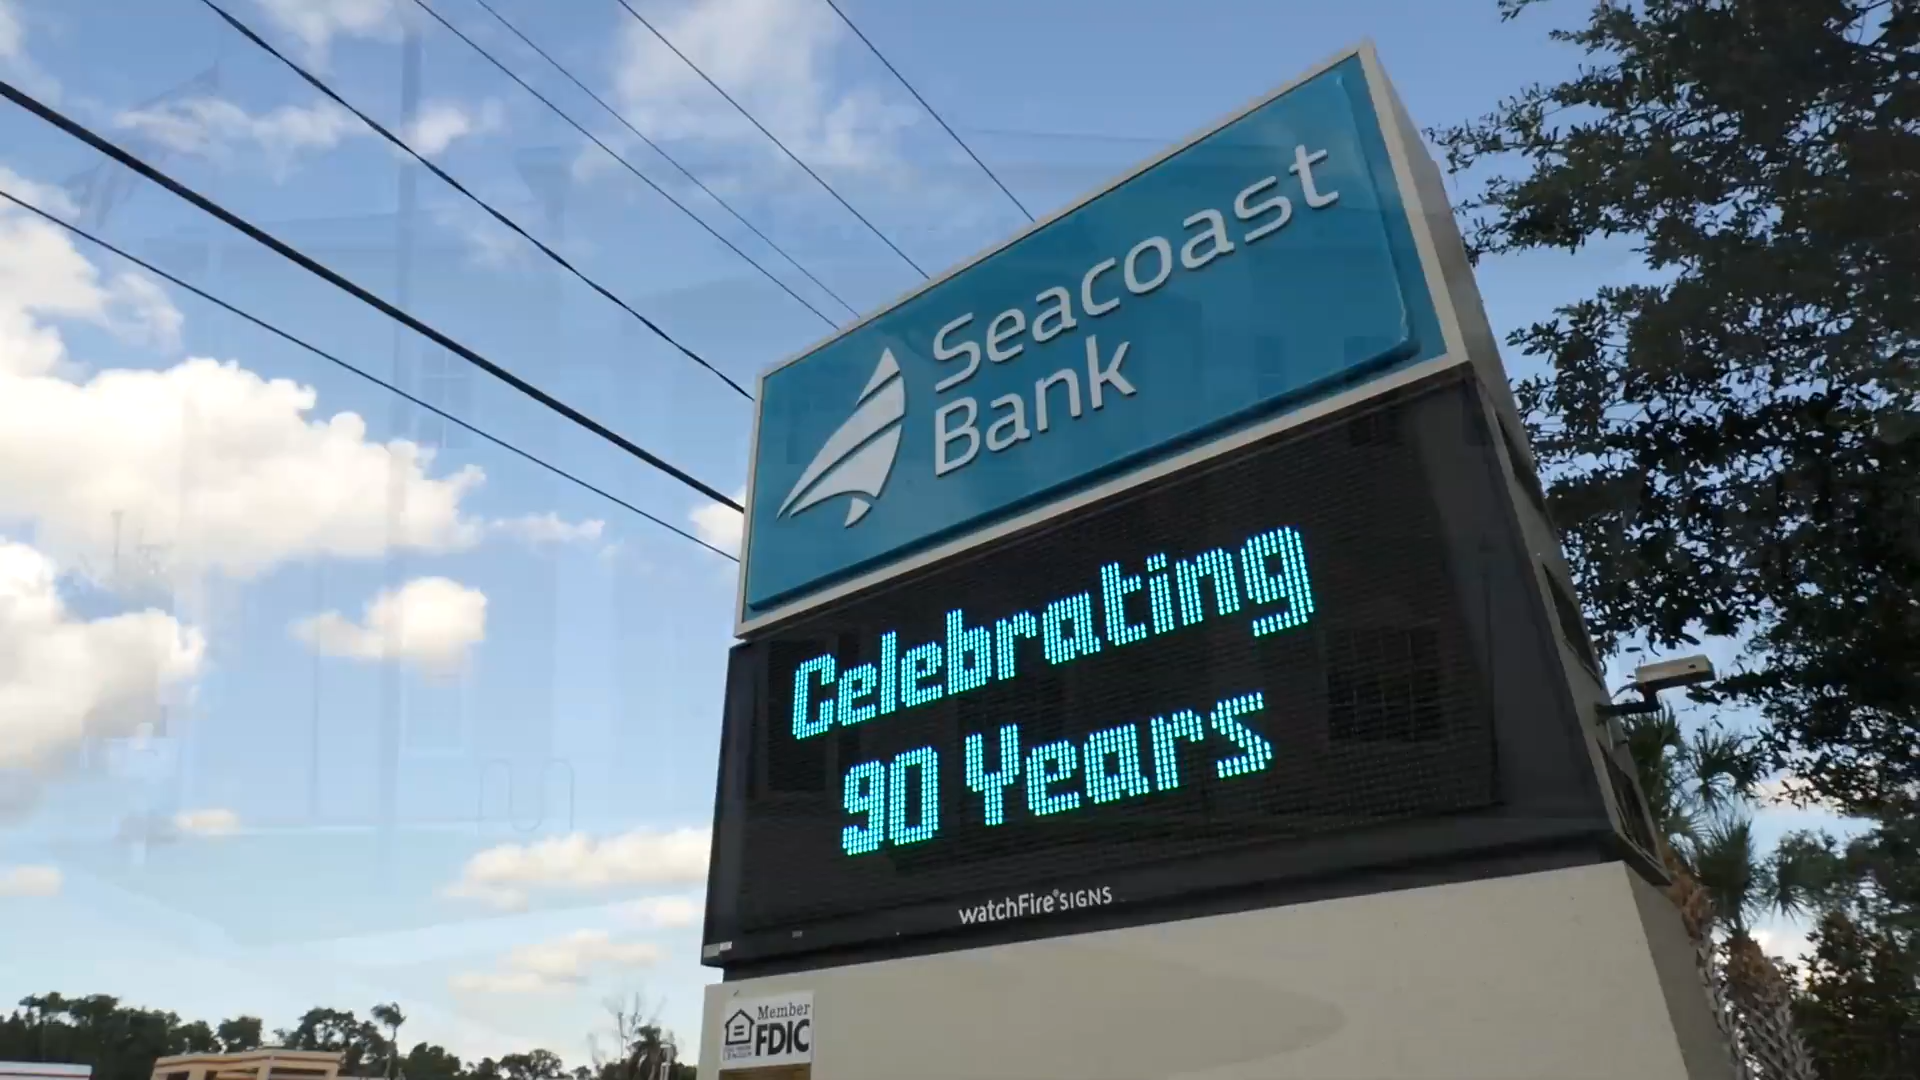 Seacoast
Bank
Celebrating
90 Years
watchFire®SIGNS
Member
FDIC